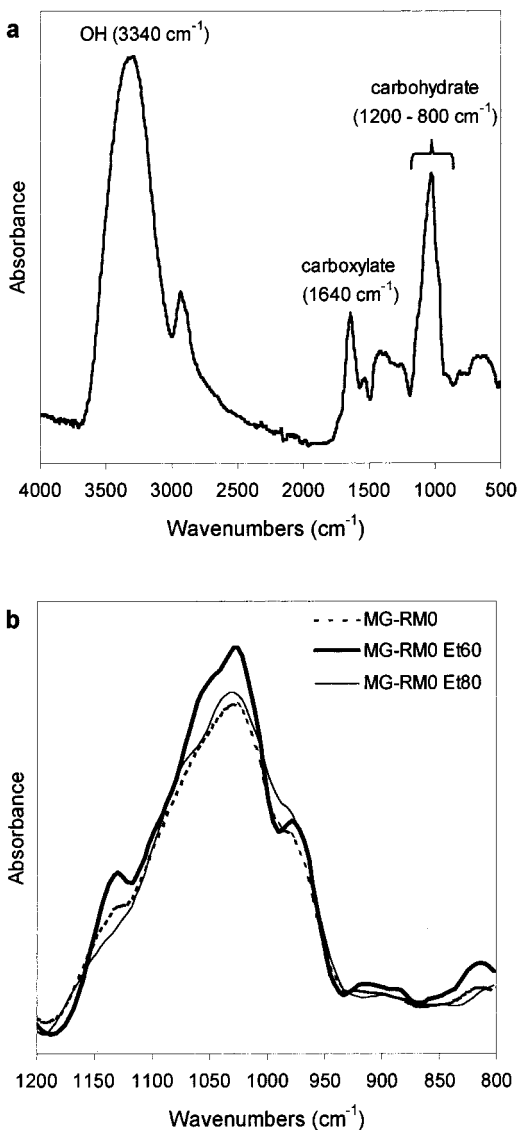 a
OH (3340 cm⁻¹)
carbohydrate
(1200 - 800 cm⁻¹)
carboxylate
(1640 cm⁻¹)
Absorbance
4000 3500 3000 2500 2000 1500 1000 500
Wavenumbers (cm⁻¹)
b
MG-RM0
MG-RM0 Et60
MG-RM0 Et80
Absorbance
1200 1150 1100 1050 1000 950 900 850 800
Wavenumbers (cm⁻¹)